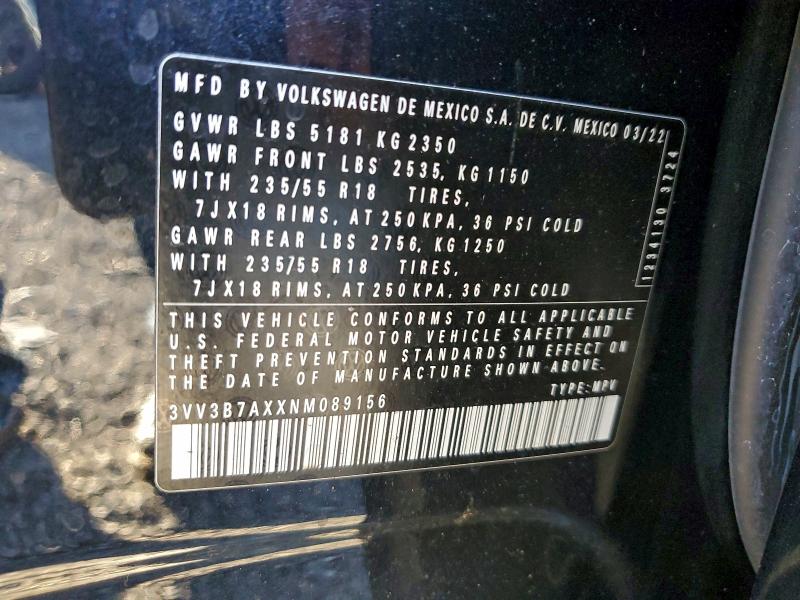 MFD BY VOLKSWAGEN DE MEXICO S.A. DE C.V. MEXICO 03/22
GVWR LBS 5181 KG 2350
GAWR FRONT LBS 2535, KG 1150
WITH 235/55 R18 TIRES,
7JX18 RIMS, AT 250 KPA, 36 PSI COLD
GAWR REAR LBS 2756, KG 1250
WITH 235/55 R18 TIRES,
7JX18 RIMS, AT 250 KPA, 36 PSI COLD
THIS VEHICLE CONFORMS TO ALL APPLICABLE
U.S. FEDERAL MOTOR VEHICLE SAFETY AND
THEFT PREVENTION STANDARDS IN EFFECT ON
THE DATE OF MANUFACTURE SHOWN ABOVE.
TYPE: MPV
3VV3B7AXXNM089156
1234130 3724